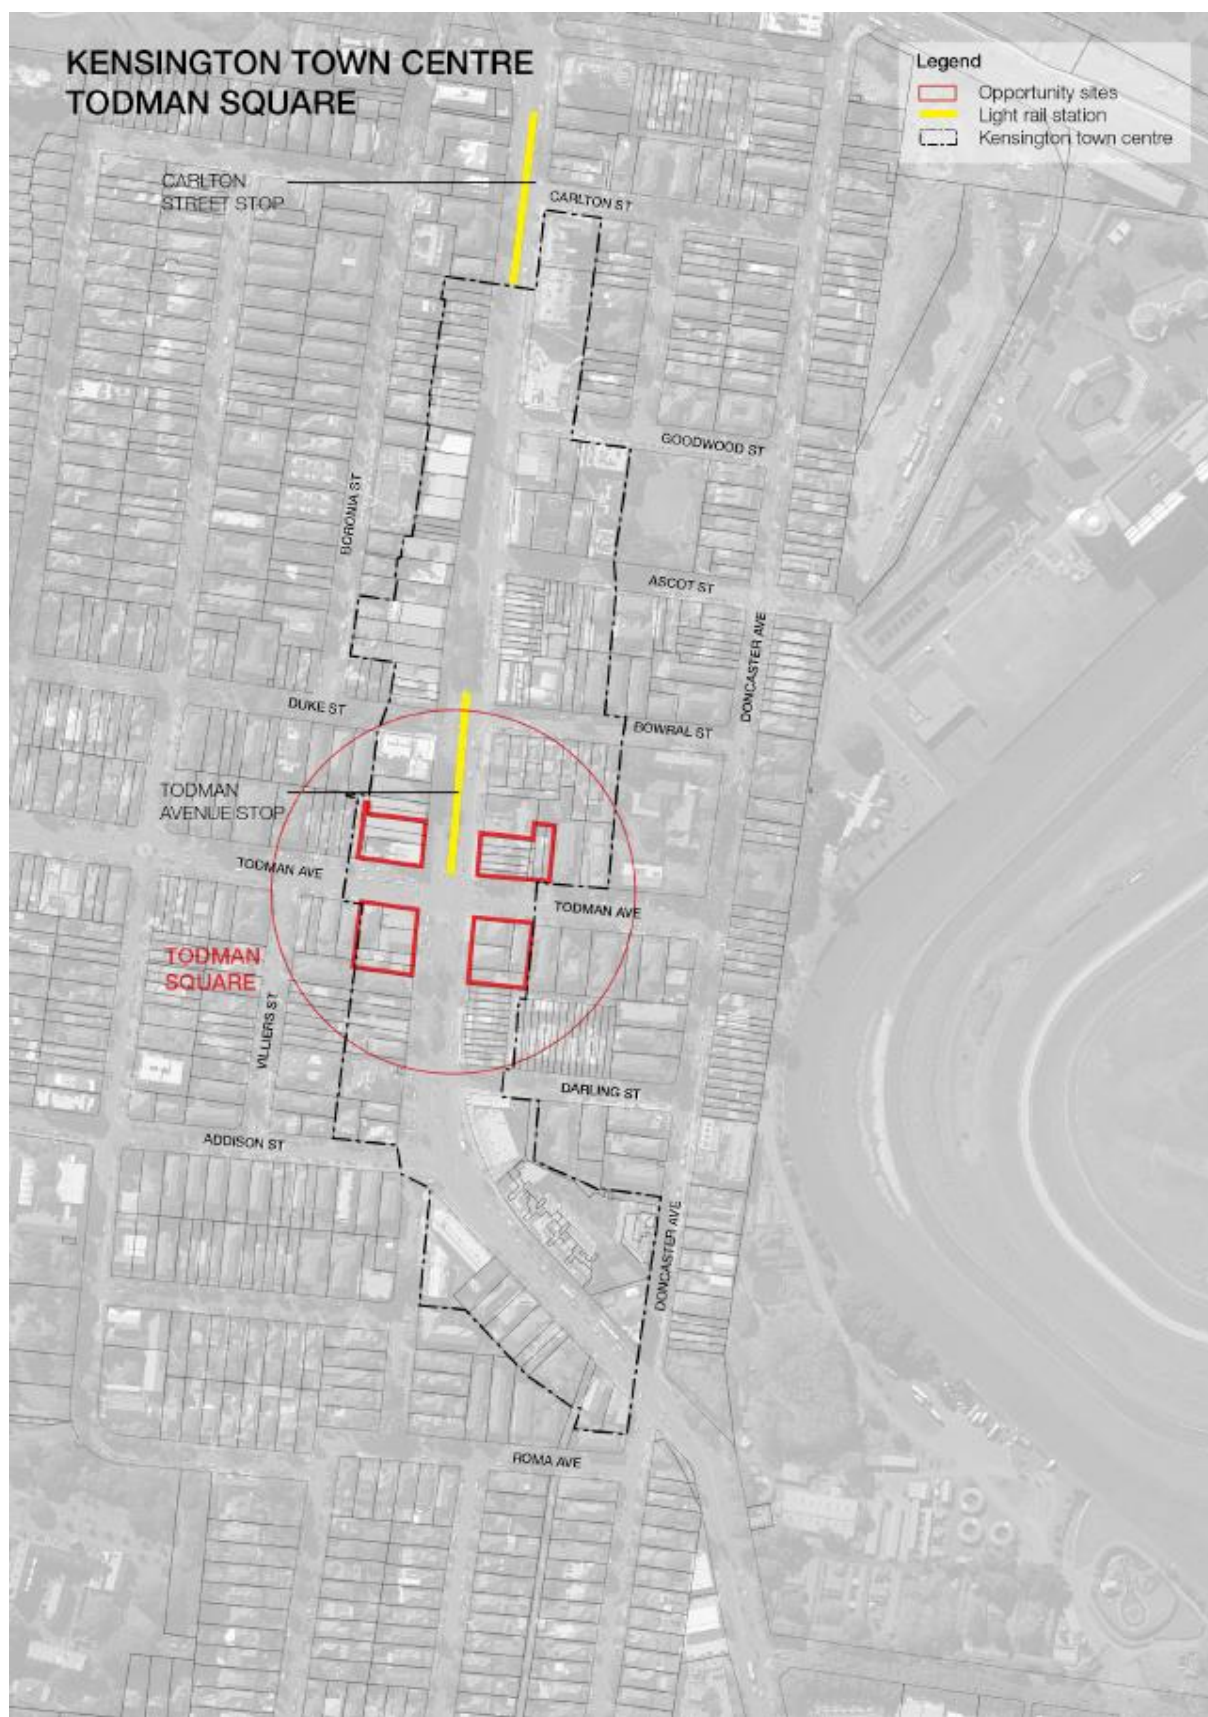 KENSINGTON TOWN CENTRE
TODMAN SQUARE
Legend
Opportunity sites
Light rail station
Kensington town centre
CARLTON
STREET STOP
CARLTON ST
GOODWOOD ST
BORONIA ST
ASCOT ST
DONCASTER AVE
DUKE ST
BOWRAL ST
TODMAN
AVENUE STOP
TODMAN AVE
TODMAN AVE
TODMAN
SQUARE
VILLIERS ST
DARLING ST
ADDISON ST
DONCASTER AVE
ROMA AVE